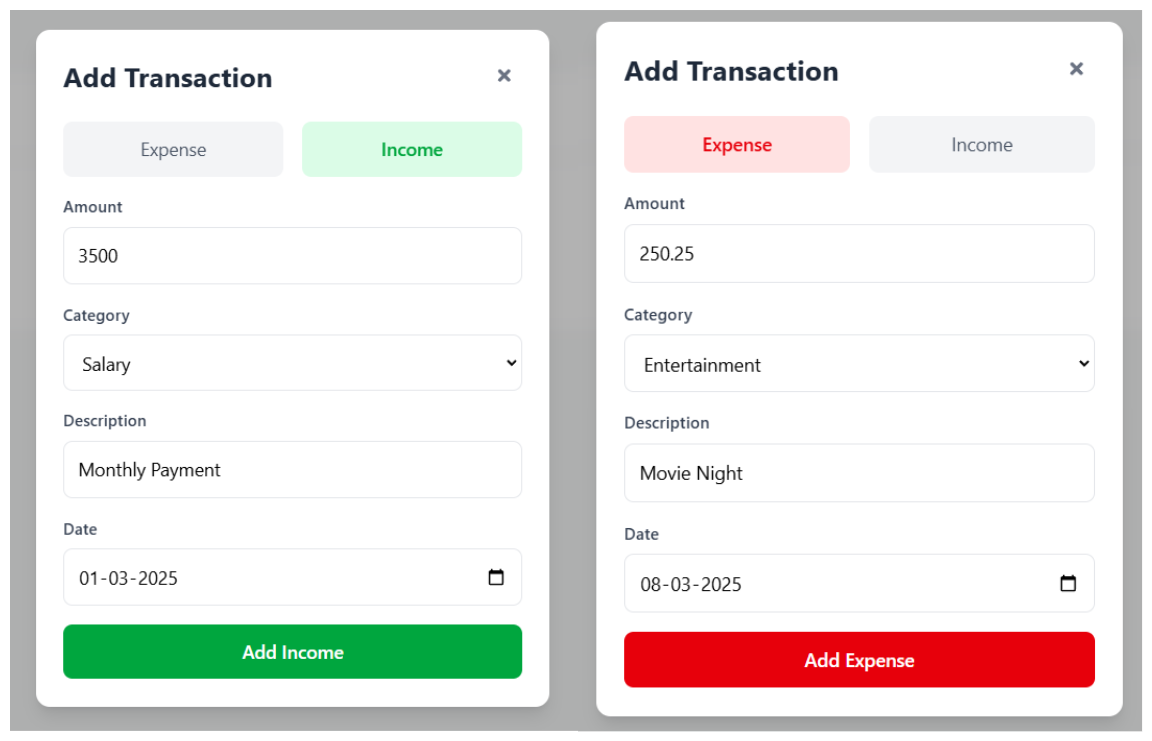 Add Transaction
×
Expense Income
Amount
3500
Category
Salary
Description
Monthly Payment
Date
01-03-2025
Add Income
Add Transaction
×
Expense Income
Amount
250.25
Category
Entertainment
Description
Movie Night
Date
08-03-2025
Add Expense